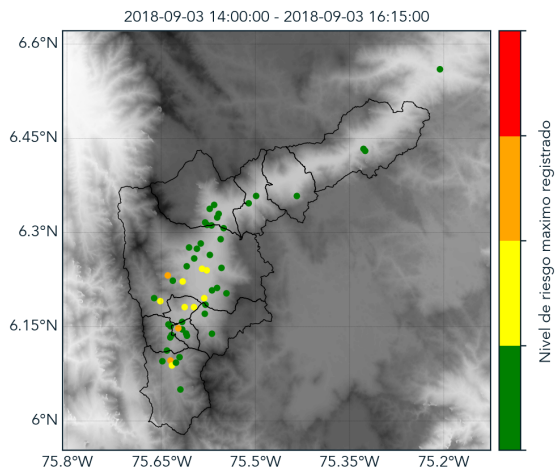 2018-09-03 14:00:00 - 2018-09-03 16:15:00
6.6°N
6.45°N
6.3°N
6.15°N
6°N
75.8°W
75.65°W
75.5°W
75.35°W
75.2°W
Nivel de riesgo maximo registrado